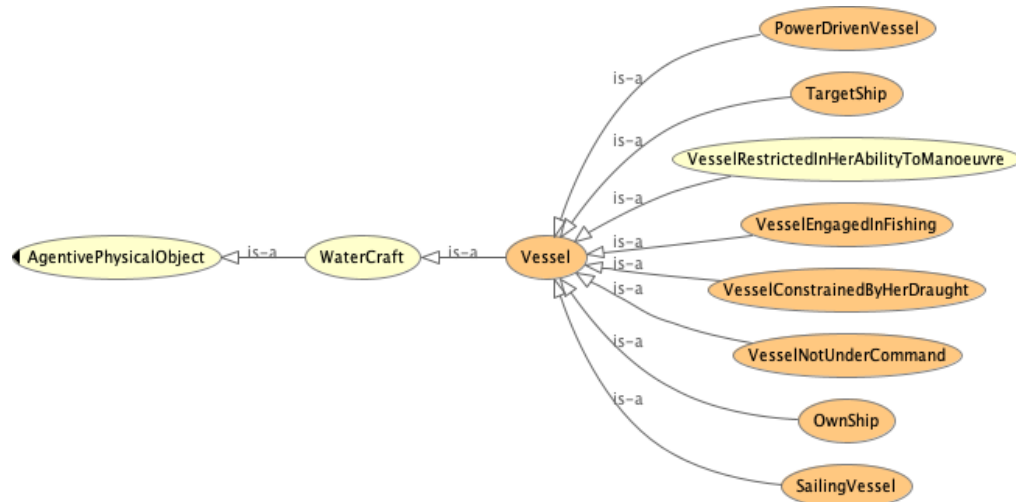 PowerDrivenVessel
is-a
TargetShip
is-a
VesselRestrictedInHerAbilityToManoeuvre
is-a
VesselEngagedInFishing
is-a
AgentivePhysicalObject
is-a
WaterCraft
is-a
Vessel
is-a
VesselConstrainedByHerDraught
is-a
VesselNotUnderCommand
is-a
OwnShip
is-a
SailingVessel